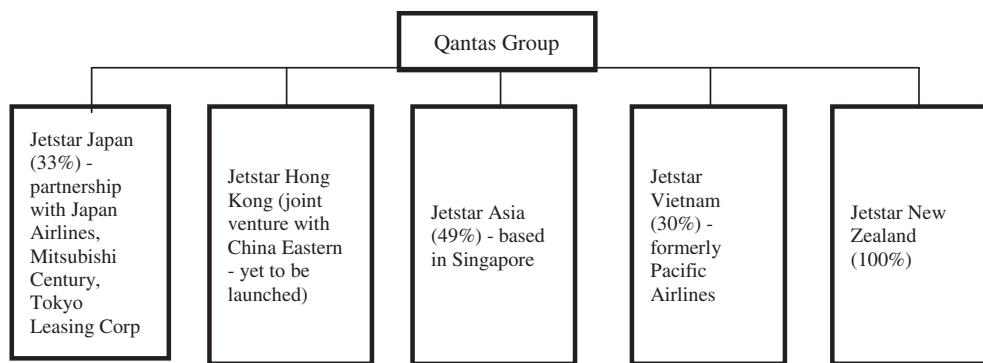 Qantas Group
Jetstar Japan
(33%) -
partnership
with Japan
Airlines,
Mitsubishi
Century,
Tokyo
Leasing Corp
Jetstar Hong
Kong (joint
venture with
China Eastern
- yet to be
launched)
Jetstar Asia
(49%) - based
in Singapore
Jetstar
Vietnam
(30%) -
formerly
Pacific
Airlines
Jetstar New
Zealand
(100%)